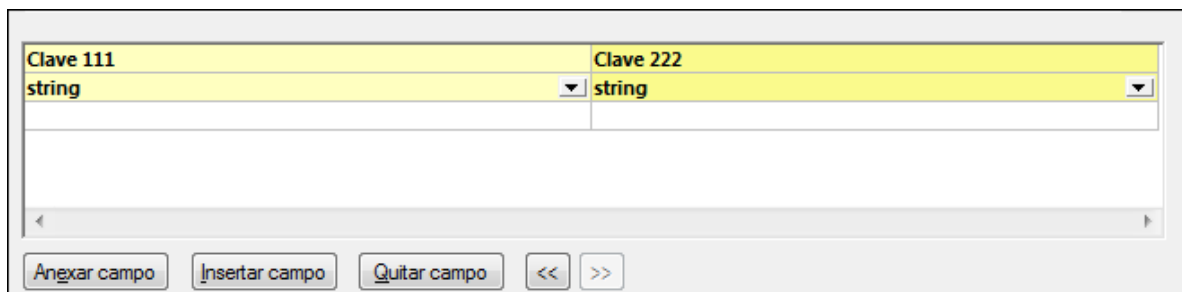 Clave 111 Clave 222
string string
Anexar campo Insertar campo Quitar campo << >>